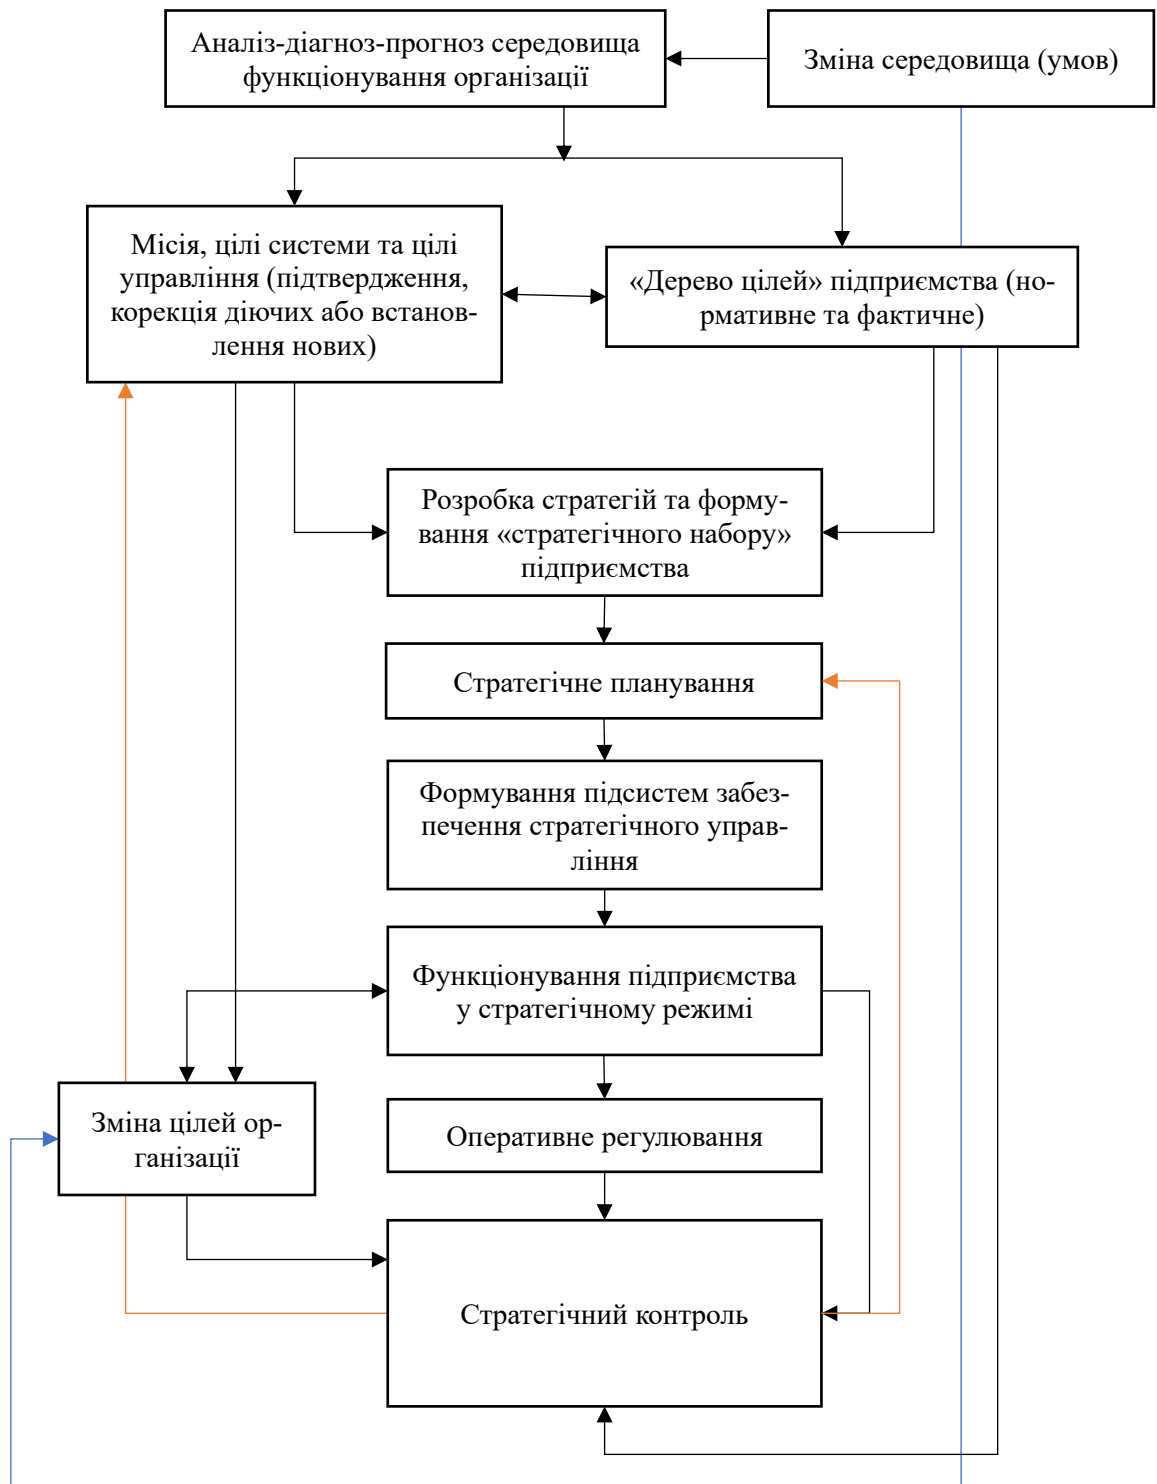 Аналіз-діагноз-прогноз середовища
функціонування організації
Зміна середовища (умов)
Місія, цілі системи та цілі
управління (підтвердження,
корекція діючих або встанов-
лення нових)
«Дерево цілей» підприємства (но-
рмативне та фактичне)
Розробка стратегій та форму-
вання «стратегічного набору»
підприємства
Стратегічне планування
Формування підсистем забез-
печення стратегічного управ-
ління
Функціонування підприємства
у стратегічному режимі
Зміна цілей ор-
ганізації
Оперативне регулювання
Стратегічний контроль